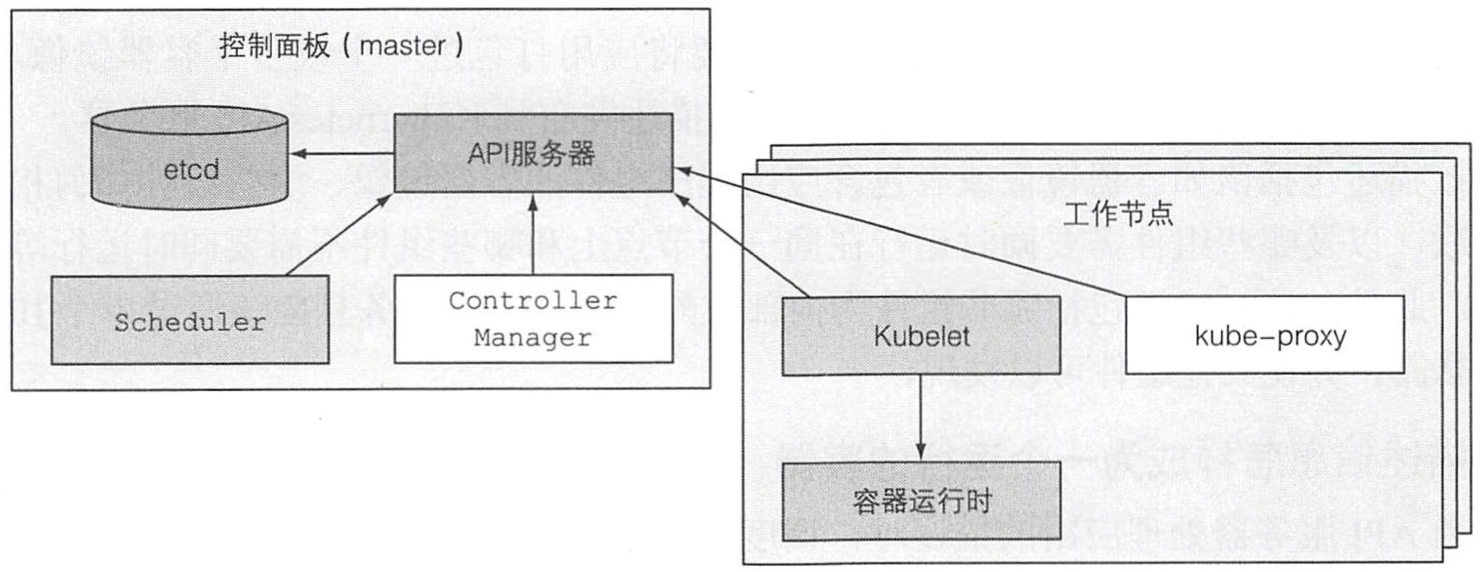 控制面板（master）
etcd
API服务器
Scheduler
Controller
Manager
工作节点
Kubelet
kube-proxy
容器运行时